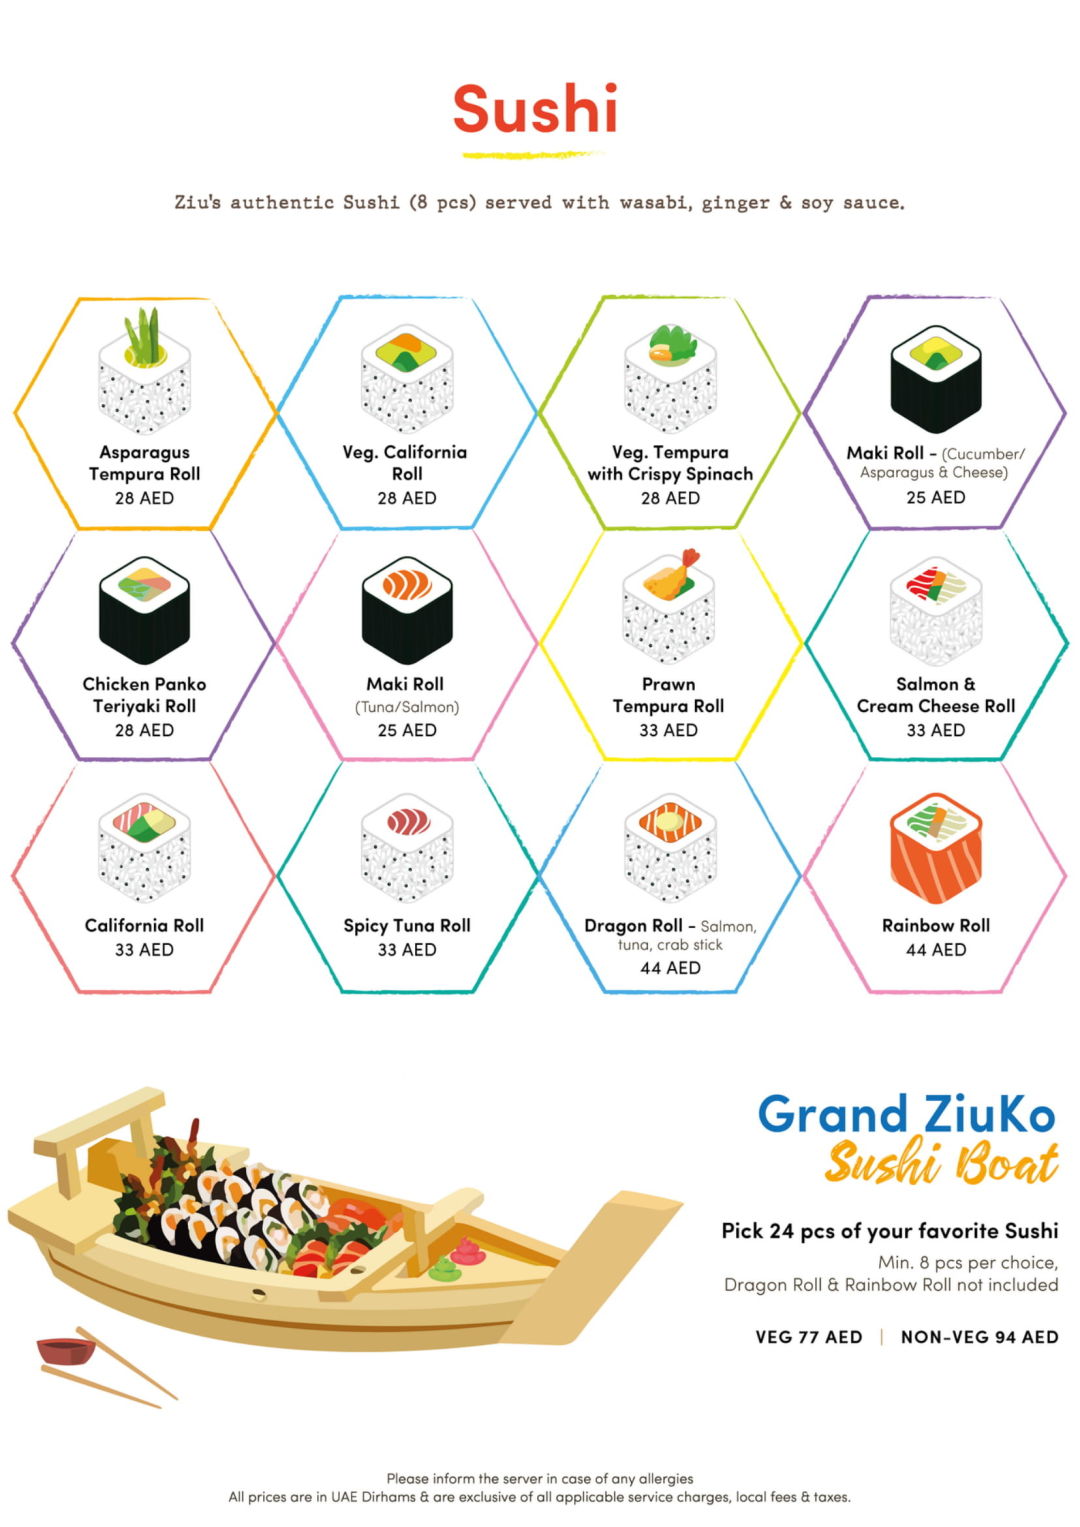 Sushi
Ziu's authentic Sushi (8 pcs) served with wasabi, ginger & soy sauce.
Asparagus
Tempura Roll
28 AED
Veg. California
Roll
28 AED
Veg. Tempura
with Crispy Spinach
28 AED
Maki Roll - (Cucumber/
Asparagus & Cheese)
25 AED
Chicken Panko
Teriyaki Roll
28 AED
Maki Roll
(Tuna/Salmon)
25 AED
Prawn
Tempura Roll
33 AED
Salmon &
Cream Cheese Roll
33 AED
California Roll
33 AED
Spicy Tuna Roll
33 AED
Dragon Roll - Salmon,
tuna, crab stick
44 AED
Rainbow Roll
44 AED
Grand ZiuKo
Sushi Boat
Pick 24 pcs of your favorite Sushi
Min. 8 pcs per choice,
Dragon Roll & Rainbow Roll not included
VEG 77 AED | NON-VEG 94 AED
Please inform the server in case of any allergies
All prices are in UAE Dirhams & are exclusive of all applicable service charges, local fees & taxes.